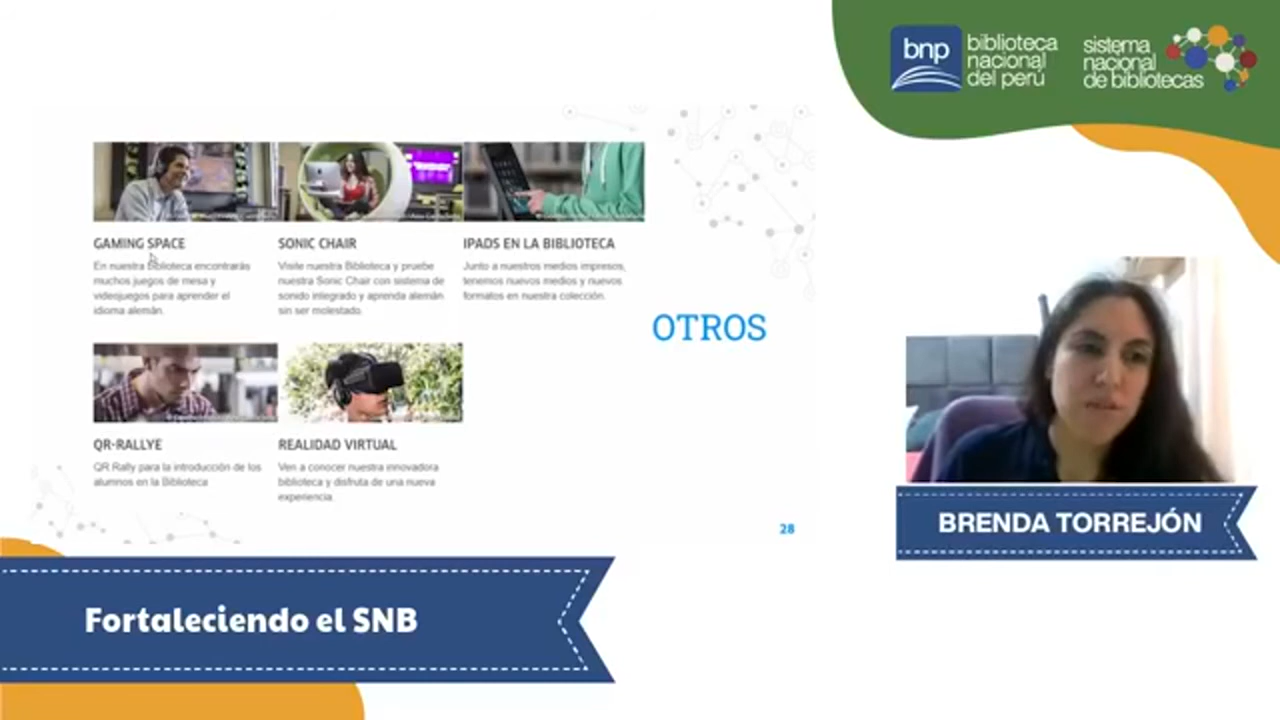 bnp
biblioteca
nacional
del perú
sistema
nacional
de bibliotecas
GAMING SPACE
En nuestra Biblioteca encontrarás
muchos juegos de mesa y
videojuegos para aprender el
idioma alemán.
SONIC CHAIR
Visite nuestra Biblioteca y pruebe
nuestra Sonic Chair con sistema de
sonido integrado y aprenda alemán
sin ser molestado.
IPADS EN LA BIBLIOTECA
Junto a nuestros medios impresos,
tenemos nuevos medios y nuevos
formatos en nuestra colección.
OTROS
QR-RALLYE
QR Rally para la introducción de los
alumnos en la Biblioteca
REALIDAD VIRTUAL
Ven a conocer nuestra innovadora
biblioteca y disfruta de una nueva
experiencia.
28
BRENDA TORREJÓN
Fortaleciendo el SNB